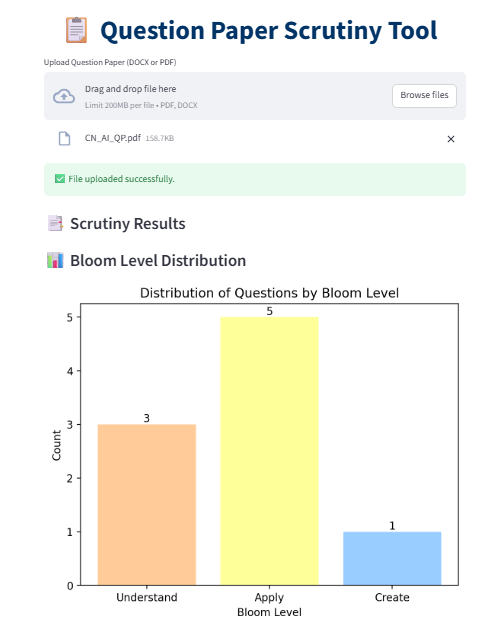 Question Paper Scrutiny Tool
Upload Question Paper (DOCX or PDF)
Drag and drop file here
Limit 200MB per file • PDF, DOCX
Browse files
CN_AI_QP.pdf 158.7KB
File uploaded successfully.
Scrutiny Results
Bloom Level Distribution
Distribution of Questions by Bloom Level
5
4
3
2
1
0
Count
3
5
1
Understand
Apply
Create
Bloom Level